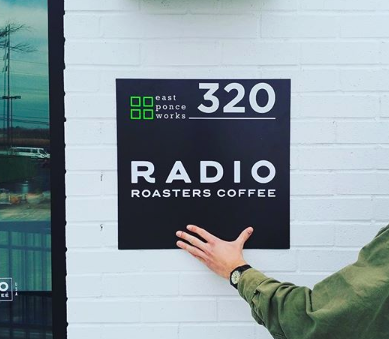 east
ponce
works
320
RADIO
ROASTERS COFFEE